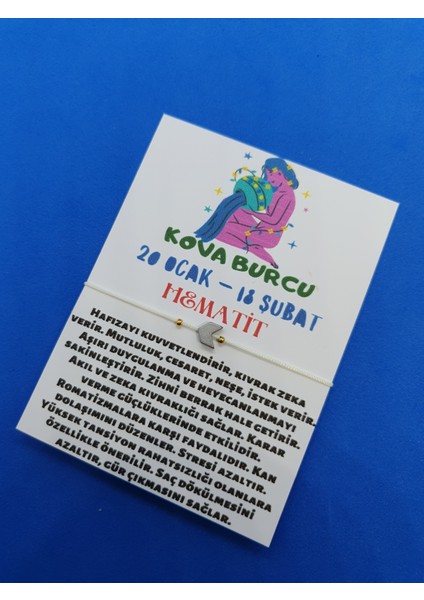 KOVA BURCU
20 OCAK – 18 ŞUBAT
HEMATİT
HAFIZAYI KUVVETLENDİRİR, KIVRAK ZEKA
VERİR. MUTLULUK, CESARET, NEŞE, İSTEK VERİR.
AŞIRI DUYGULANMA VE HEYECANLANMAYI
SAKİNLEŞTİRİR. ZİHNİ BERRAK HALE GETİRİR.
AKIL VE ZEKA KIVRAKLIĞI SAĞLAR. KARAR
VERME GÜÇLÜKLERİNDE ETKİLİDİR.
ROMATİZMALARA KARŞI FAYDALIDIR. KAN
DOLAŞIMINI DÜZENLER. STRESİ AZALTIR.
YÜKSEK TANSİYON RAHATSIZLIĞI OLANLARA
ÖZELLİKLE ÖNERİLİR. SAÇ DÖKÜLMESİNİ
AZALTIR, GÜR ÇIKMASINI SAĞLAR.